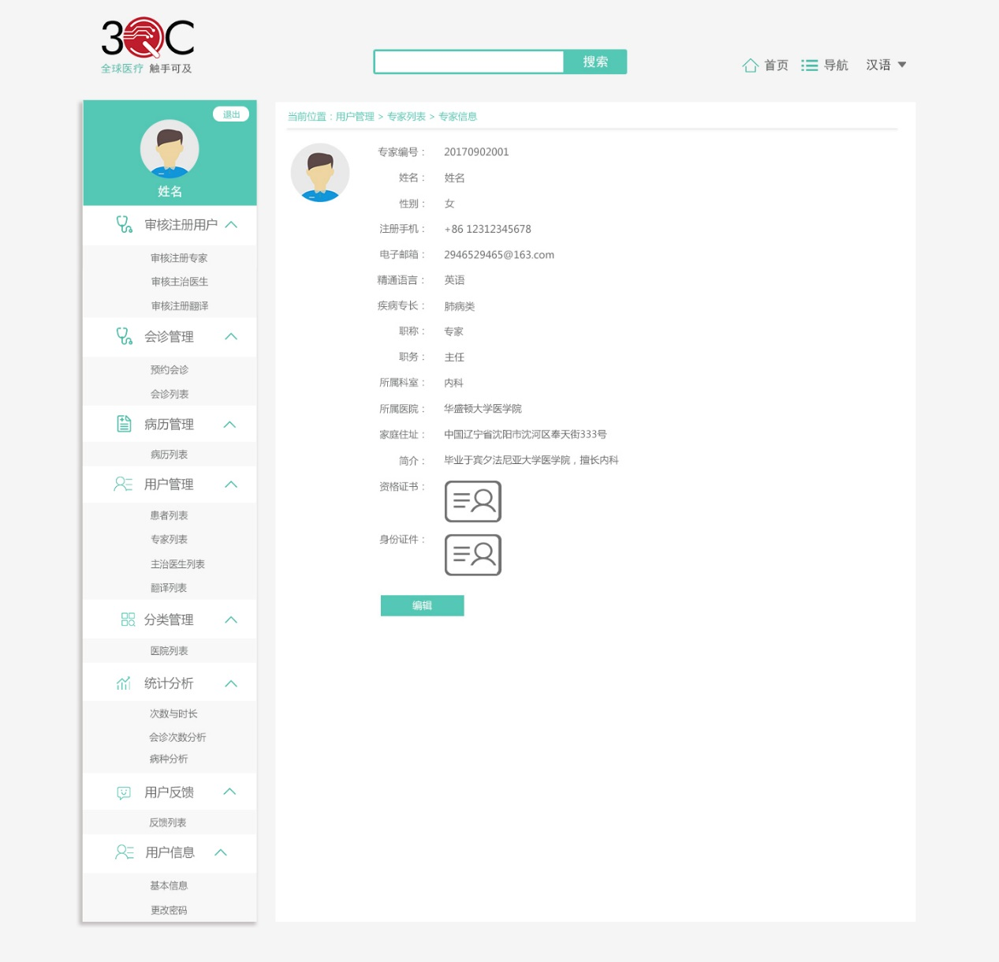 3QC
全球医疗 触手可及
搜索
首页 导航 汉语
退出
姓名
审核注册用户
审核注册专家
审核主治医生
审核注册翻译
会诊管理
预约会诊
会诊列表
病历管理
病历列表
用户管理
患者列表
专家列表
主治医生列表
翻译列表
分类管理
医院列表
统计分析
次数与时长
会诊次数分析
病种分析
用户反馈
反馈列表
用户信息
基本信息
更改密码
当前位置：用户管理 > 专家列表 > 专家信息
专家编号： 20170902001
姓名： 姓名
性别： 女
注册手机： +86 12312345678
电子邮箱： 2946529465@163.com
精通语言： 英语
疾病专长： 肺病类
职称： 专家
职务： 主任
所属科室： 内科
所属医院： 华盛顿大学医学院
家庭住址： 中国辽宁省沈阳市沈河区奉天街333号
简介： 毕业于宾夕法尼亚大学医学院，擅长内科
资格证书：
身份证件：
编辑